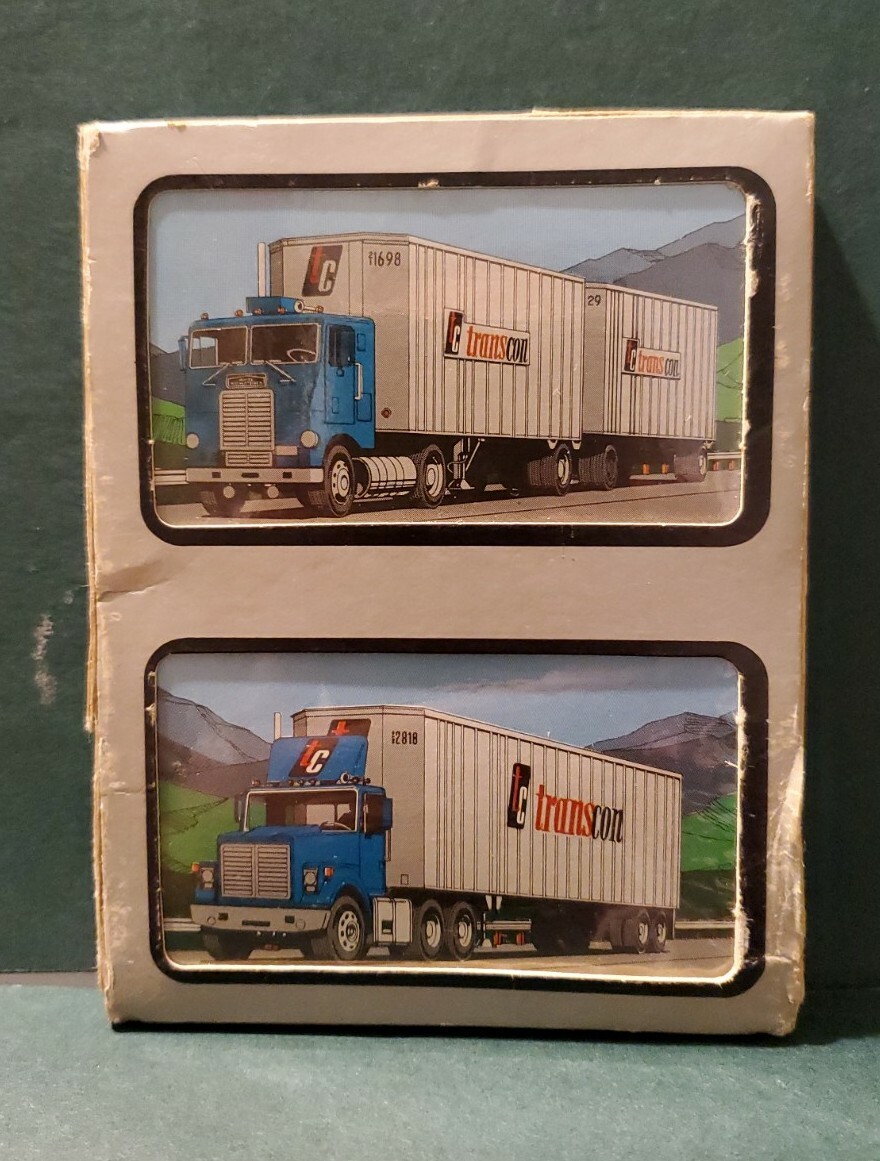 tc
1698
29
tc transcon
tc transcon
tc
t
2818
tc transcon